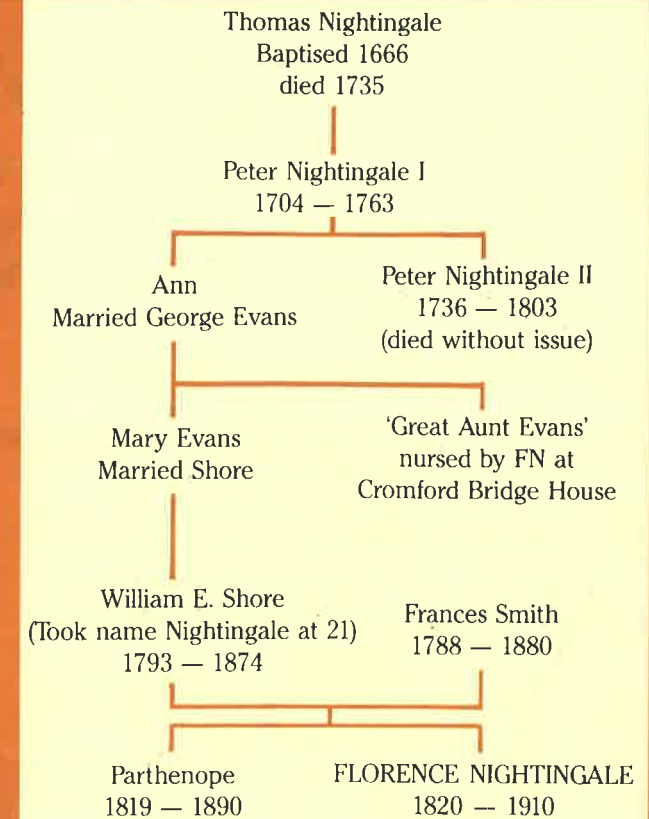 Thomas Nightingale
Baptised 1666
died 1735
Peter Nightingale I
1704 — 1763
Ann
Married George Evans
Peter Nightingale II
1736 — 1803
(died without issue)
Mary Evans
Married Shore
'Great Aunt Evans'
nursed by FN at
Cromford Bridge House
William E. Shore
(Took name Nightingale at 21)
1793 — 1874
Frances Smith
1788 — 1880
Parthenope
1819 — 1890
FLORENCE NIGHTINGALE
1820 — 1910